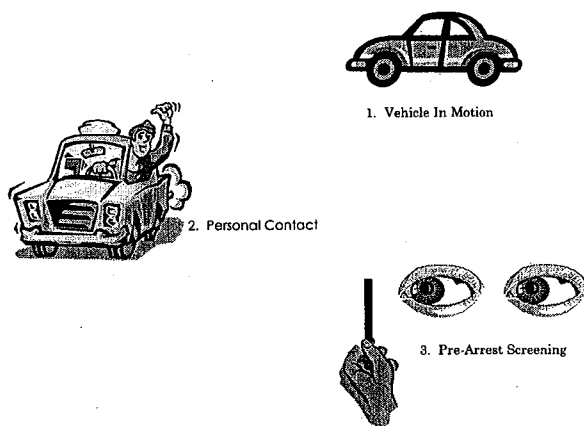 1. Vehicle In Motion
2. Personal Contact
3. Pre-Arrest Screening